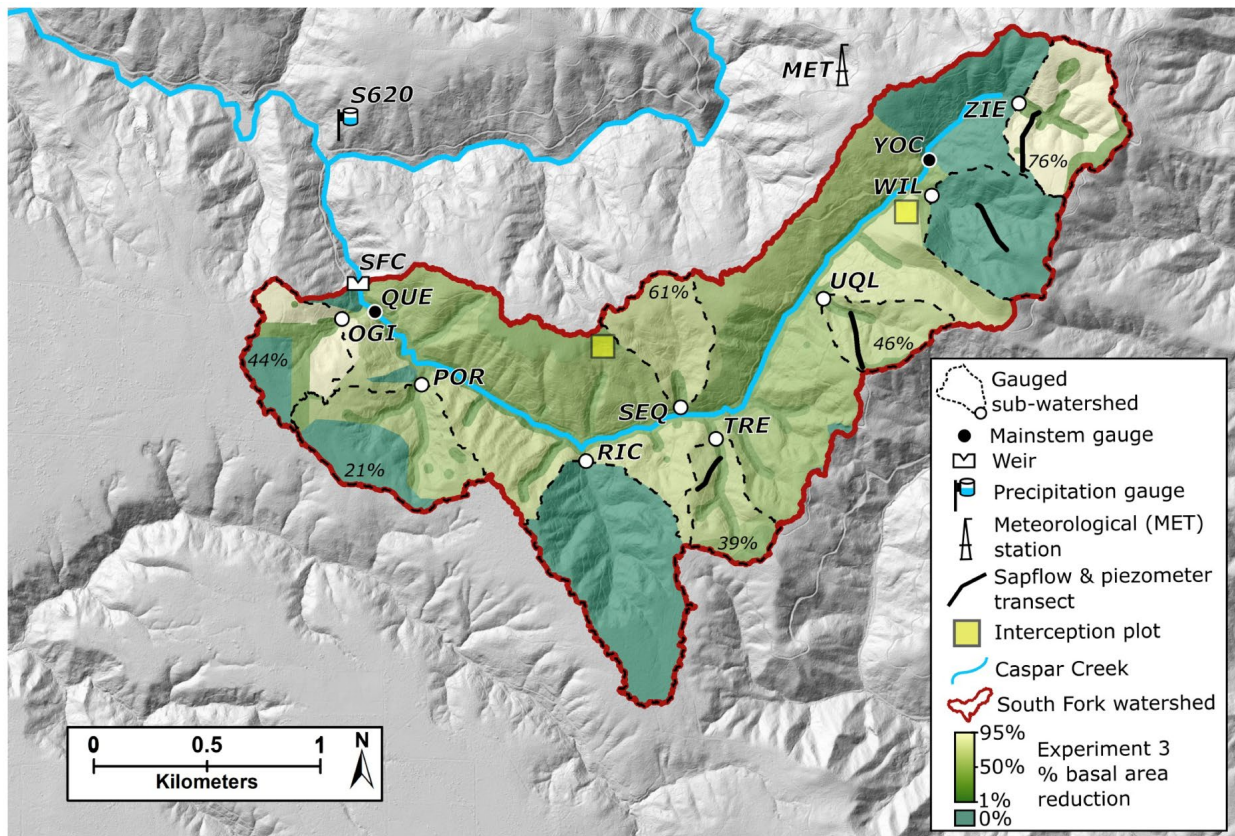 MET
S620
ZIE
YOC
76%
WIL
SFC
61%
UQL
QUE
OGI
46%
44%
POR
SEQ
TRE
RIC
21%
39%
Gauged
sub-watershed
Mainstem gauge
Weir
Precipitation gauge
Meteorological (MET)
station
Sapflow & piezometer
transect
Interception plot
Caspar Creek
South Fork watershed
95%
50%
1%
0%
Experiment 3
% basal area
reduction
0 0.5 1
Kilometers
N